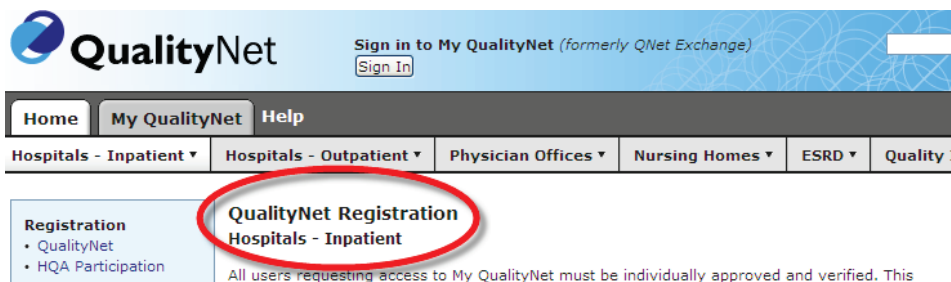 QualityNet
Sign in to My QualityNet (formerly QNet Exchange)
Sign In
Home My QualityNet Help
Hospitals - Inpatient ▾ Hospitals - Outpatient ▾ Physician Offices ▾ Nursing Homes ▾ ESRD ▾ Quality
Registration
• QualityNet
• HQA Participation
QualityNet Registration
Hospitals - Inpatient
All users requesting access to My QualityNet must be individually approved and verified. This